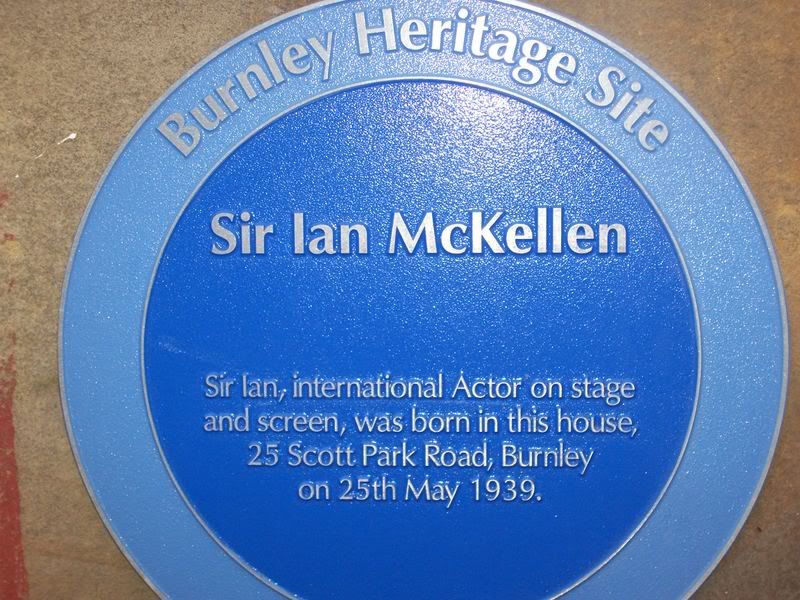 Burnley Heritage Site
Sir Ian McKellen
Sir Ian, international Actor on stage
and screen, was born in this house,
25 Scott Park Road, Burnley
on 25th May 1939.